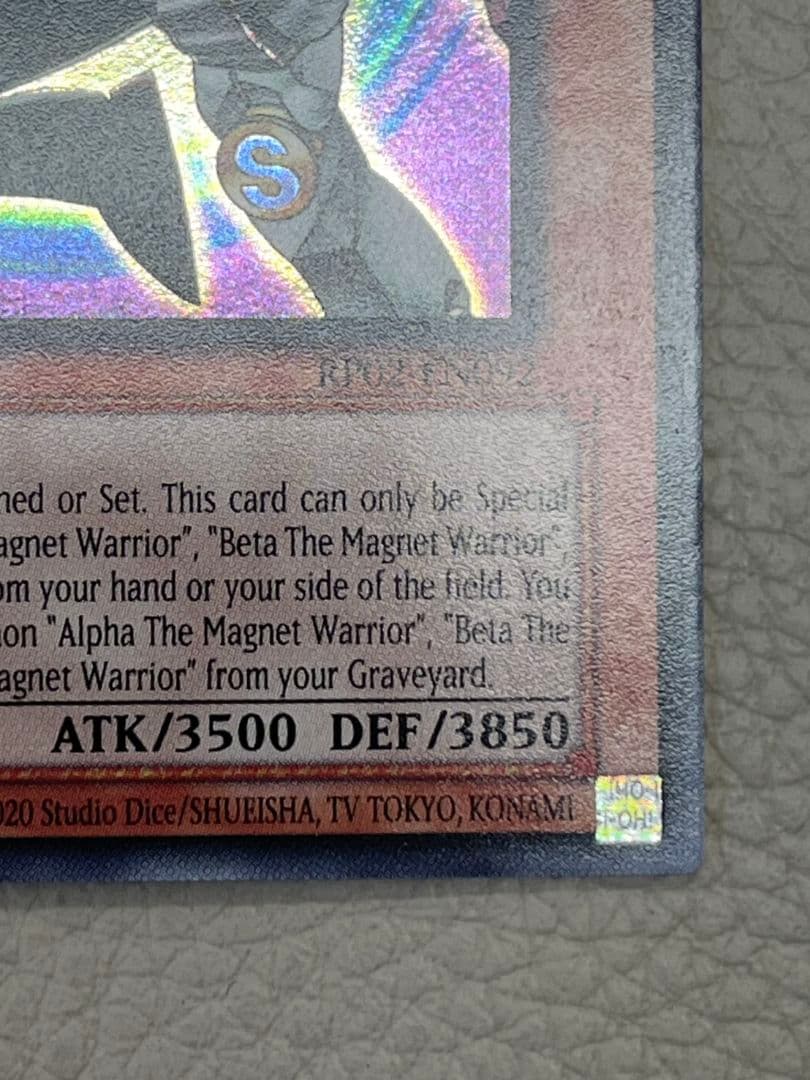 S
RP02-EN092
ned or Set. This card can only be Special
agnet Warrior", "Beta The Magnet Warrior",
om your hand or your side of the field. You
on "Alpha The Magnet Warrior", "Beta The
agnet Warrior" from your Graveyard.
ATK/3500 DEF/3850
020 Studio Dice/SHUEISHA, TV TOKYO, KONAMI